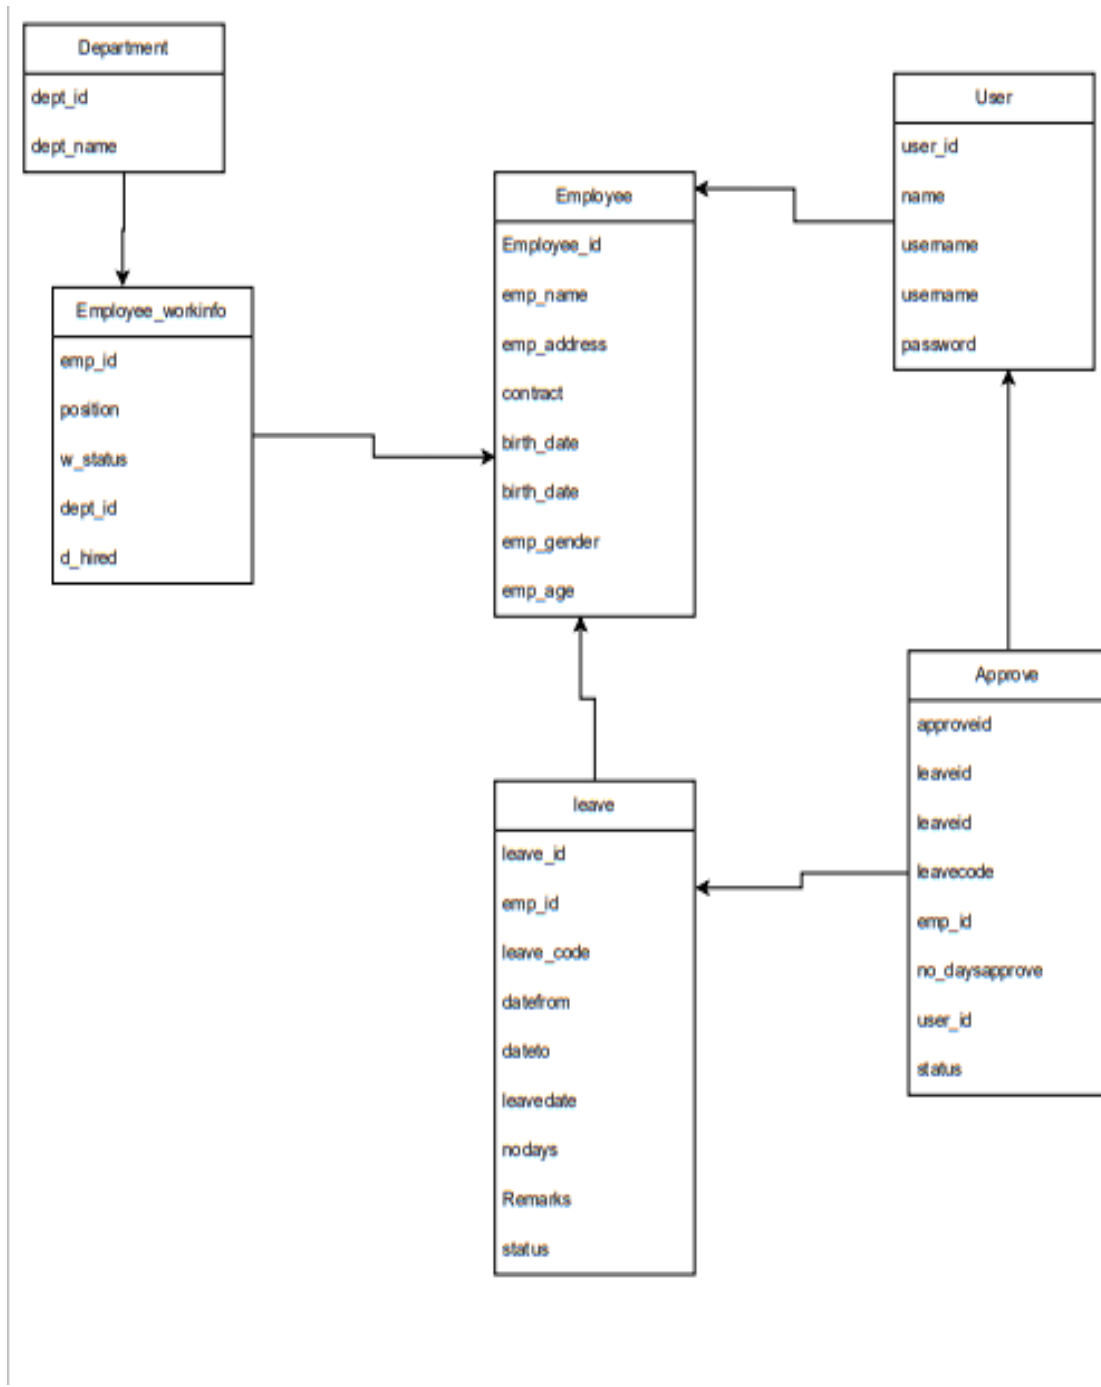 Department
dept_id
dept_name
User
user_id
name
username
username
password
Employee
Employee_id
emp_name
emp_address
contract
birth_date
birth_date
emp_gender
emp_age
Employee_workinfo
emp_id
position
w_status
dept_id
d_hired
Approve
approveid
leaveid
leaveid
leavecode
emp_id
no_daysapprove
user_id
status
leave
leave_id
emp_id
leave_code
datefrom
dateto
leavedate
nodays
Remarks
status